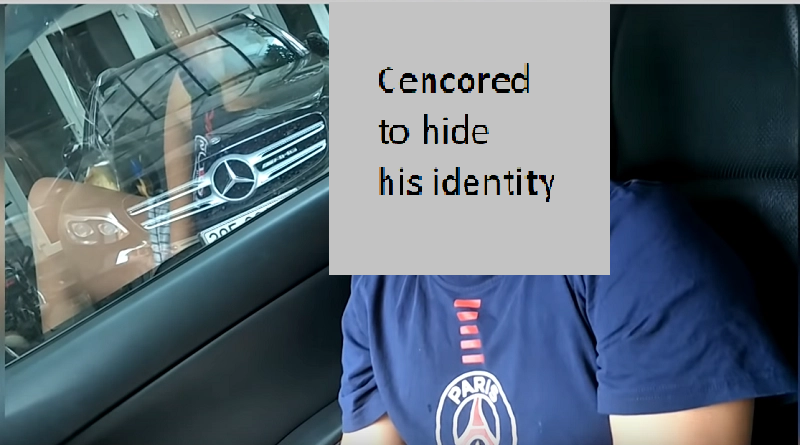 Cencored
to hide
his identity
PARIS